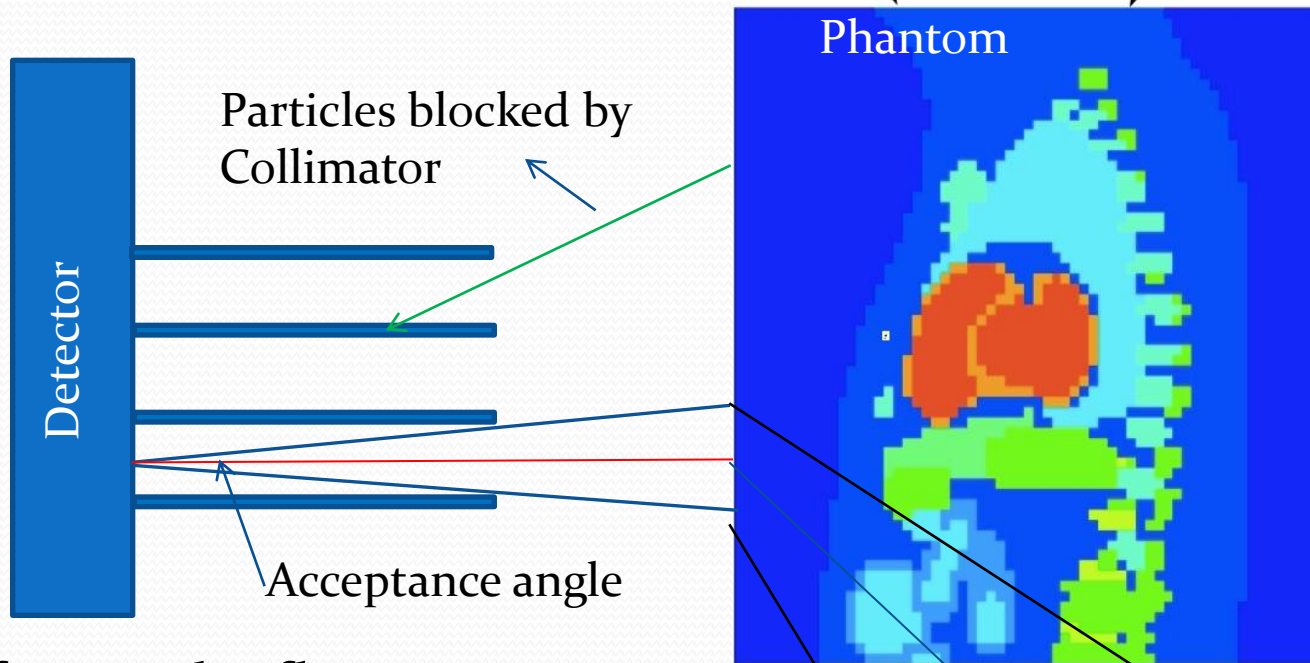 Phantom
Particles blocked by
Collimator
Detector
Acceptance angle